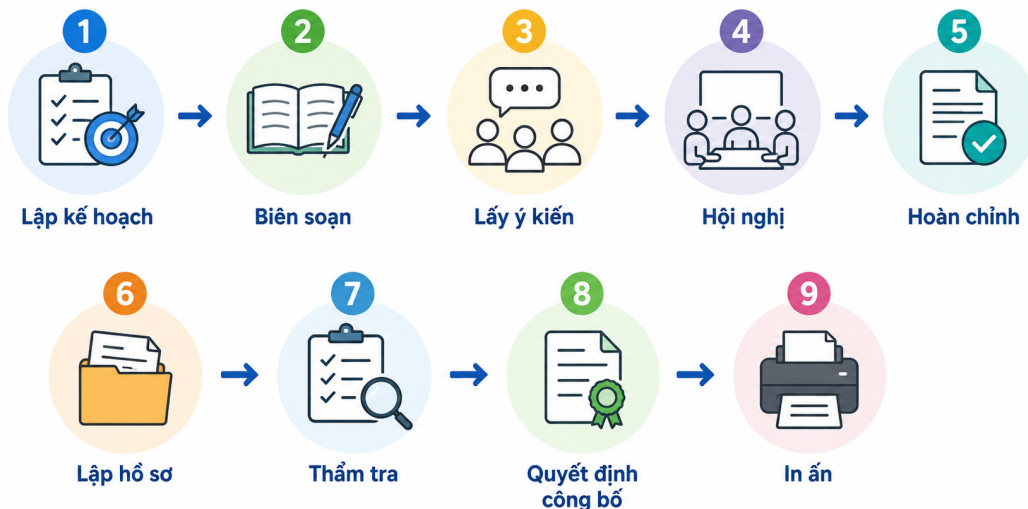 1
2
3
4
5
Lập kế hoạch
Biên soạn
Lấy ý kiến
Hội nghị
Hoàn chỉnh
6
7
8
9
Lập hồ sơ
Thẩm tra
Quyết định
công bố
In ấn